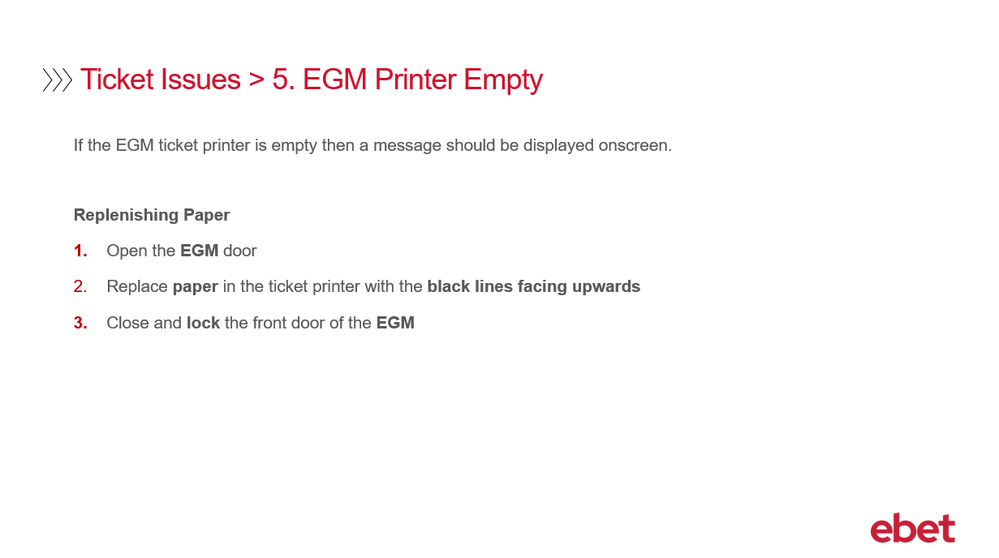 Ticket Issues > 5. EGM Printer Empty
If the EGM ticket printer is empty then a message should be displayed onscreen.
Replenishing Paper
1. Open the EGM door
2. Replace paper in the ticket printer with the black lines facing upwards
3. Close and lock the front door of the EGM
ebet